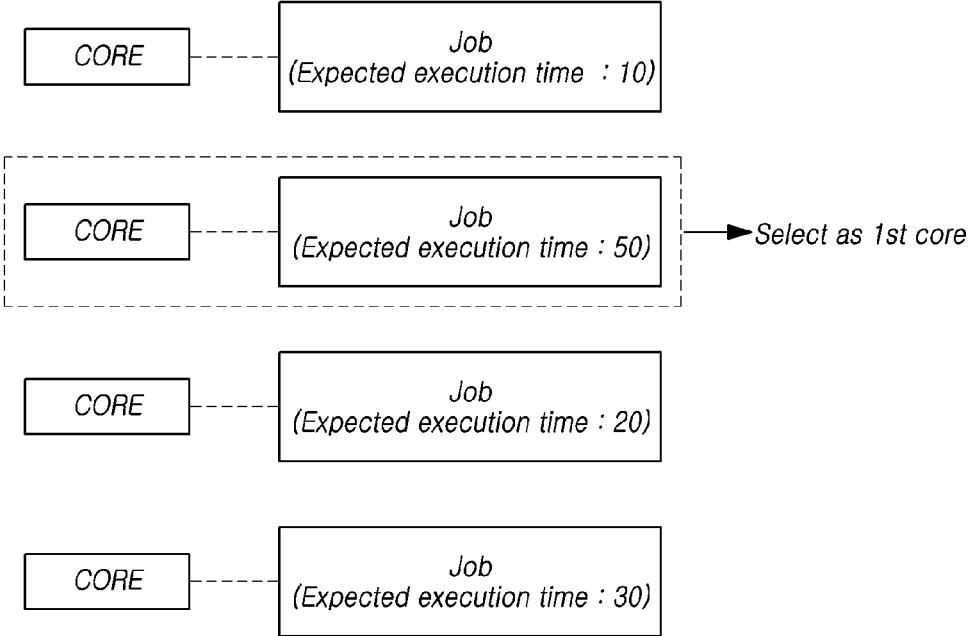 CORE
Job
(Expected execution time : 10)
CORE
Job
(Expected execution time : 50)
Select as 1st core
CORE
Job
(Expected execution time : 20)
CORE
Job
(Expected execution time : 30)